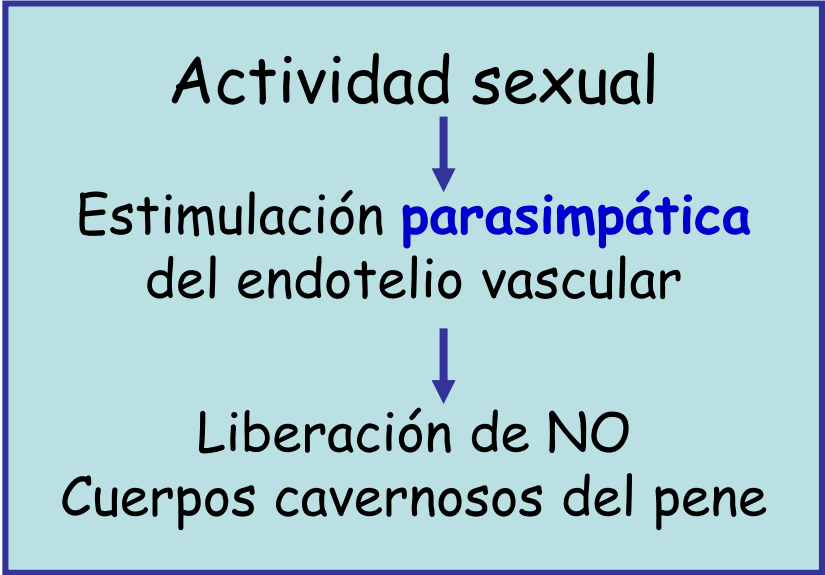 Actividad sexual
Estimulación parasimpática
del endotelio vascular
Liberación de NO
Cuerpos cavernosos del pene